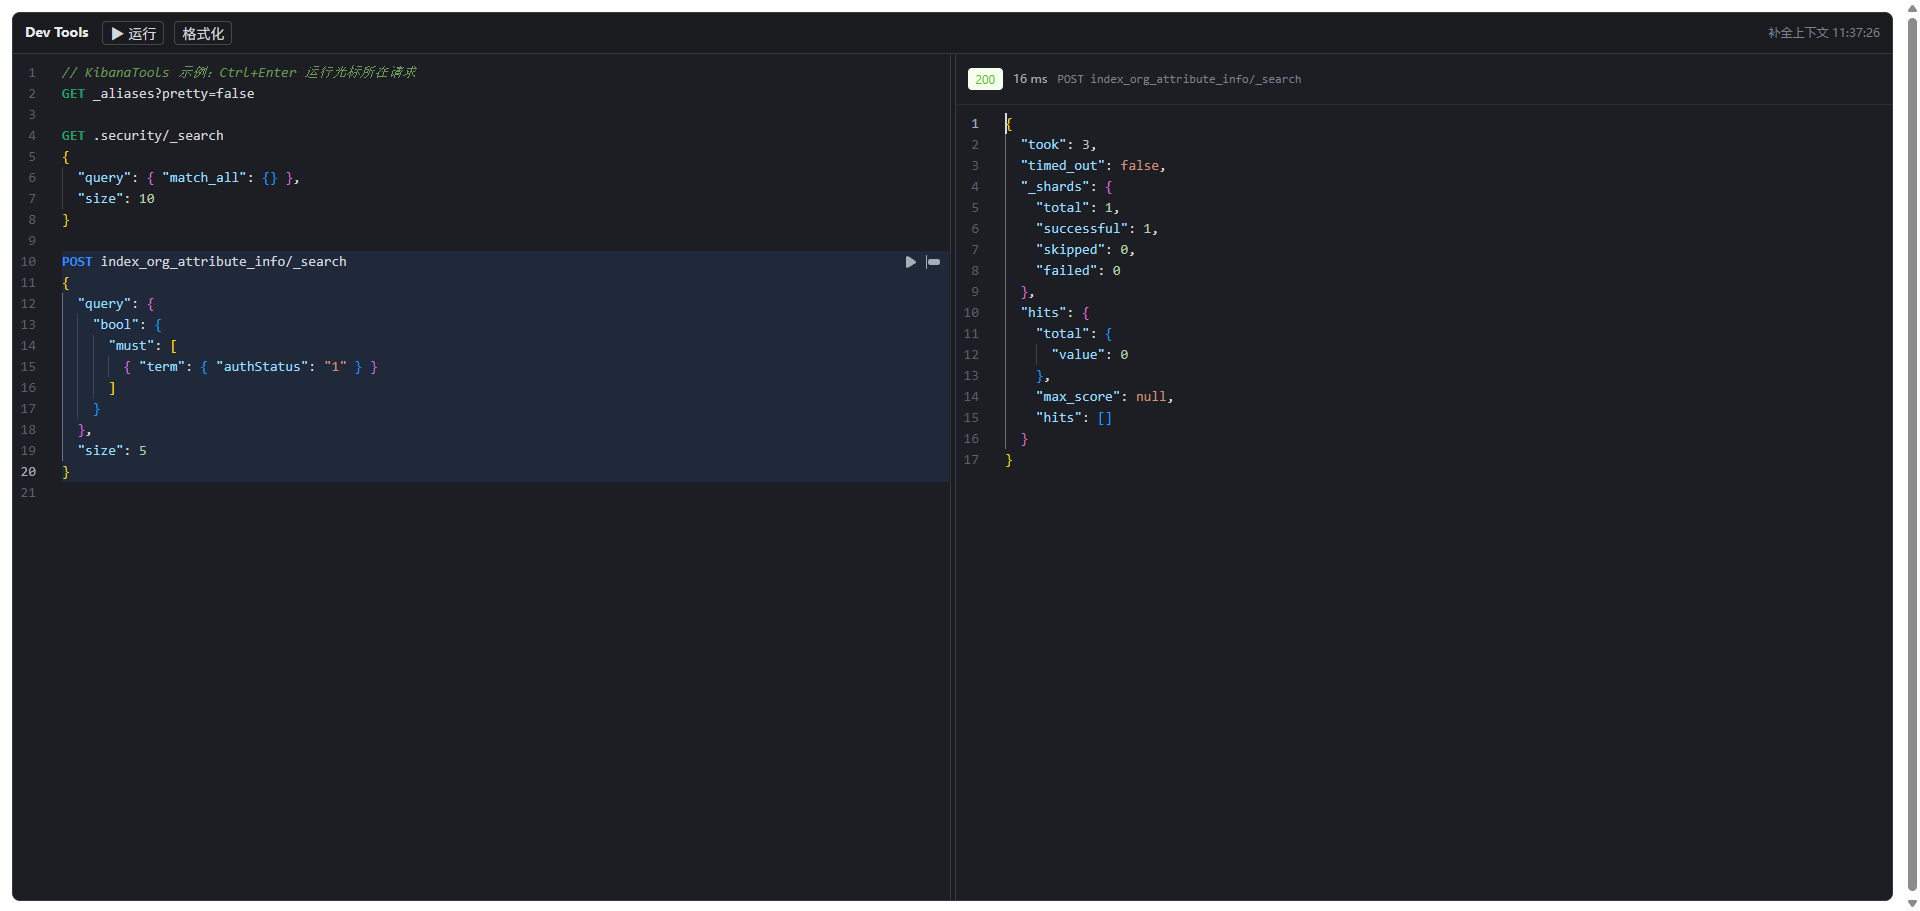 Dev Tools ▶ 运行 格式化 补全上下文 11:37:26
1 // KibanaTools 示例：Ctrl+Enter 运行光标所在请求
2 GET _aliases?pretty=false
3
4 GET .security/_search
5 {
6   "query": { "match_all": {} },
7   "size": 10
8 }
9
10 POST index_org_attribute_info/_search
11 {
12   "query": {
13     "bool": {
14       "must": [
15         { "term": { "authStatus": "1" } }
16       ]
17     }
18   },
19   "size": 5
20 }
21
200 16 ms POST index_org_attribute_info/_search
1 {
2   "took": 3,
3   "timed_out": false,
4   "_shards": {
5     "total": 1,
6     "successful": 1,
7     "skipped": 0,
8     "failed": 0
9   },
10   "hits": {
11     "total": {
12       "value": 0
13     },
14     "max_score": null,
15     "hits": []
16   }
17 }